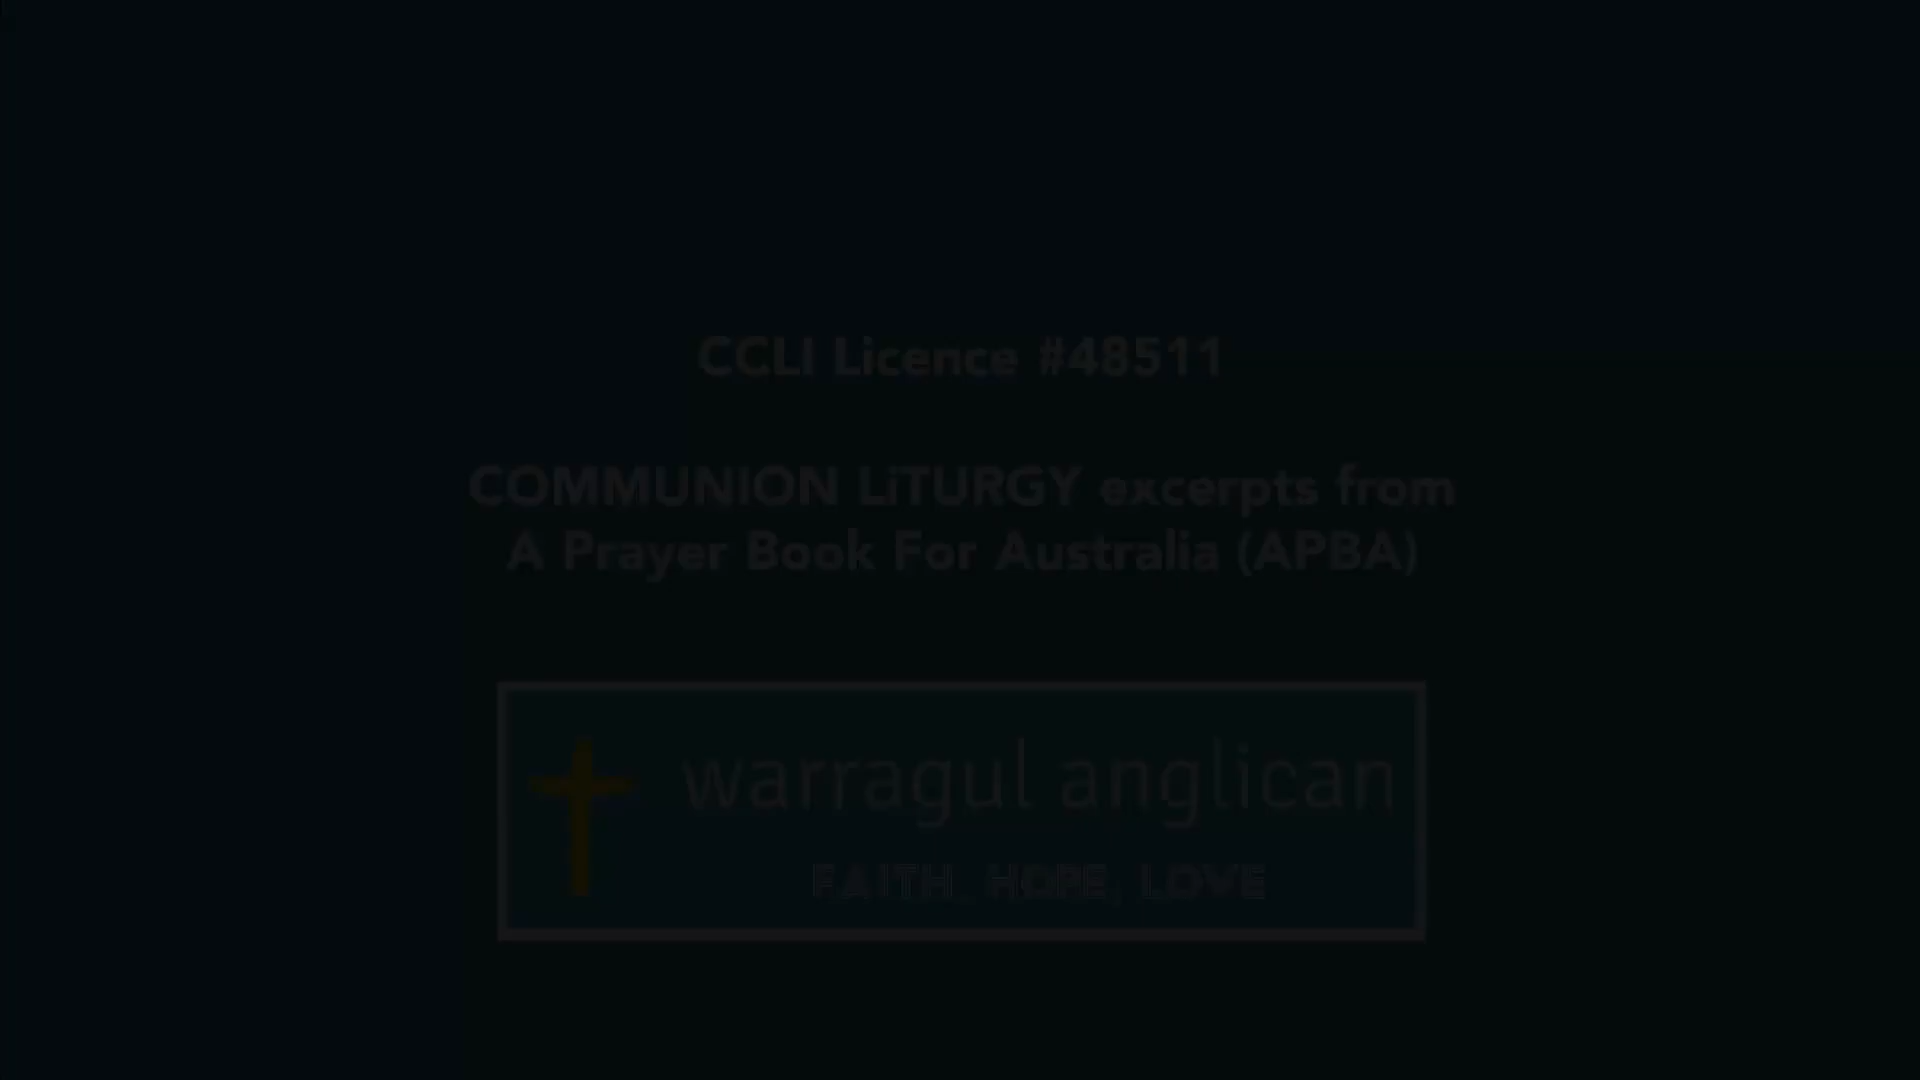 CCLI Licence #48511
COMMUNION LiTURGY excerpts from
A Prayer Book For Australia (APBA)
warragul anglican
FAITH, HOPE, LOVE